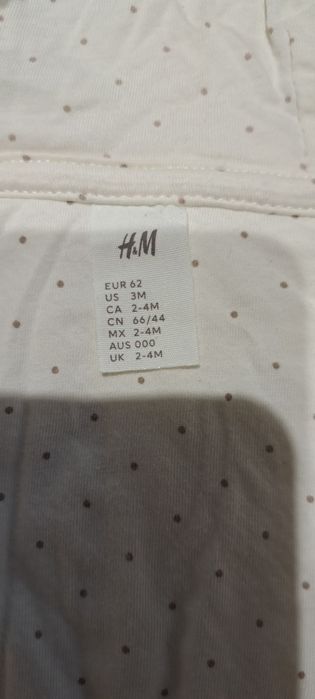 H&M
EUR 62
US 3M
CA 2-4M
CN 66/44
MX 2-4M
AUS 000
UK 2-4M